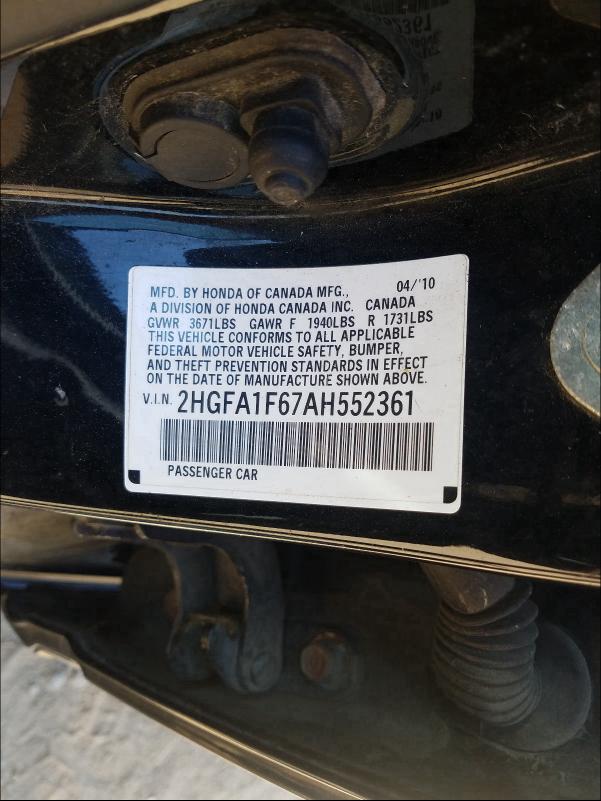 MFD. BY HONDA OF CANADA MFG., 04/'10
A DIVISION OF HONDA CANADA INC. CANADA
GVWR 3671LBS GAWR F 1940LBS R 1731LBS
THIS VEHICLE CONFORMS TO ALL APPLICABLE
FEDERAL MOTOR VEHICLE SAFETY, BUMPER,
AND THEFT PREVENTION STANDARDS IN EFFECT
ON THE DATE OF MANUFACTURE SHOWN ABOVE.
V.I.N. 2HGFA1F67AH552361
PASSENGER CAR